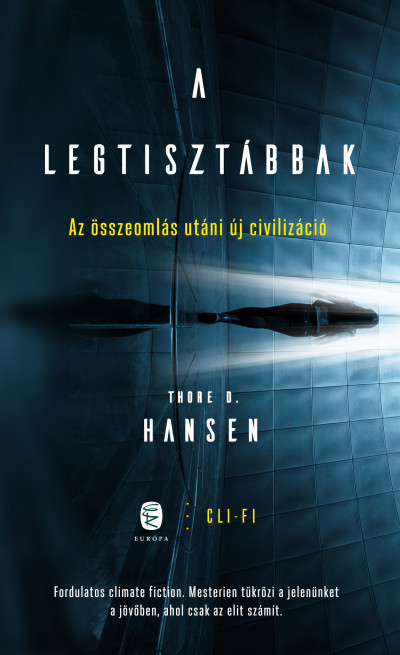 A
LEGTISZTÁBBAK
Az összeomlás utáni új civilizáció
THORE D.
HANSEN
EURÓPA
CLI-FI
Fordulatos climate fiction. Mesterien tükrözi a jelenünket
a jövőben, ahol csak az elit számít.